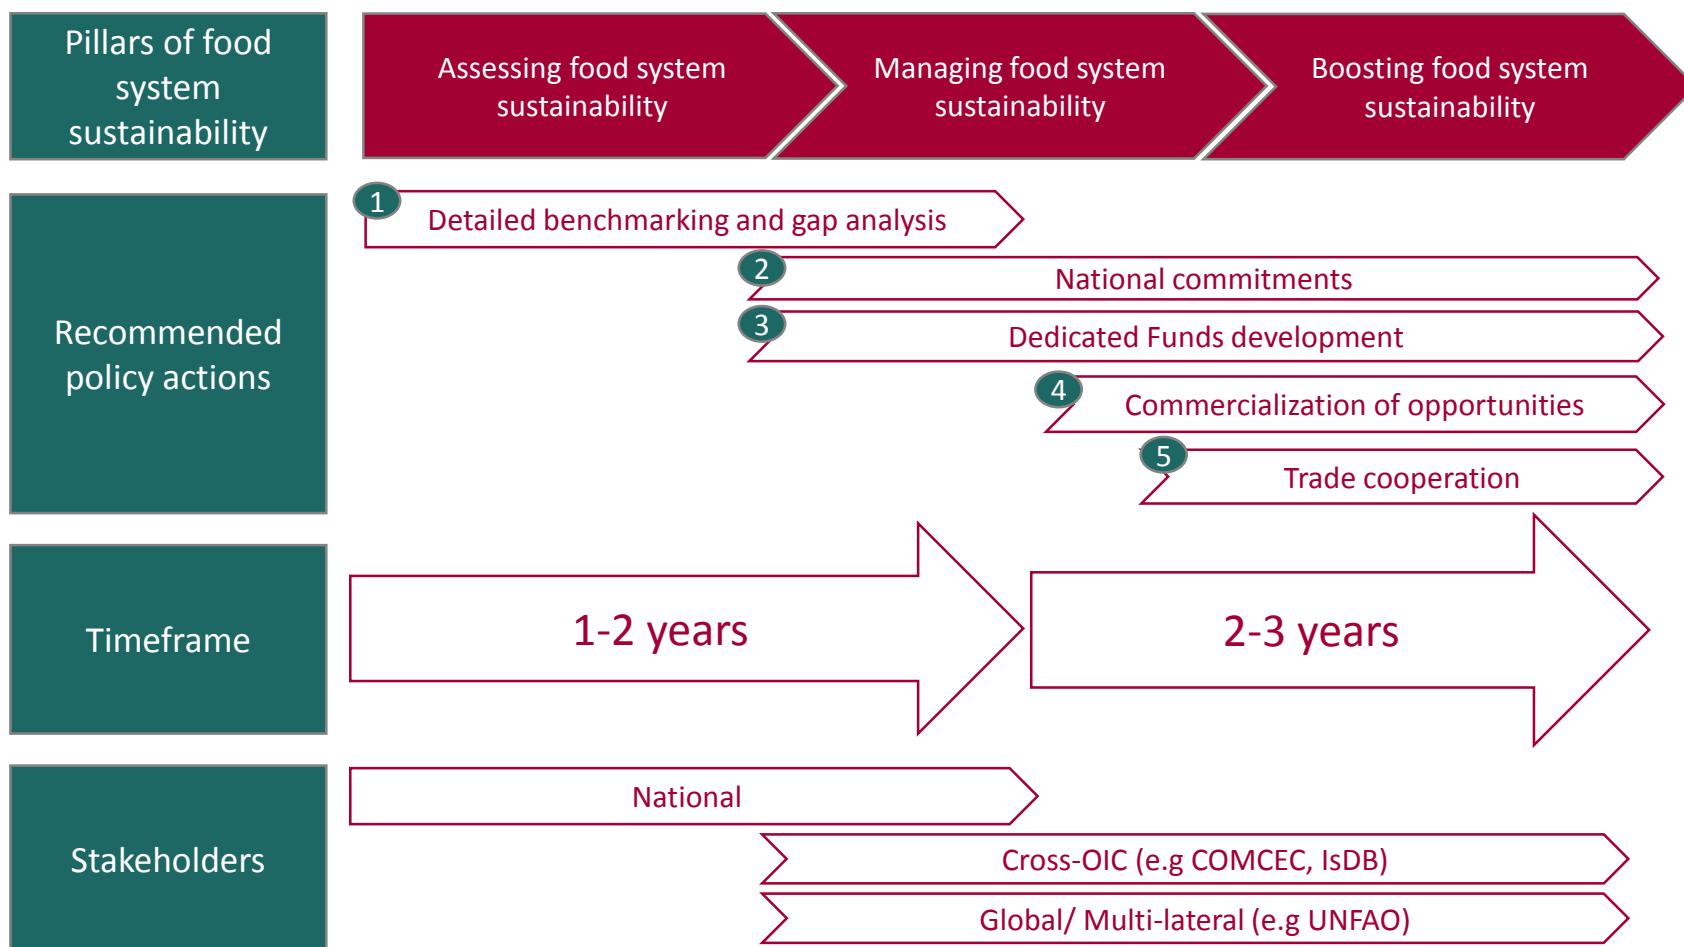 Pillars of food
system
sustainability
Assessing food system
sustainability
Managing food system
sustainability
Boosting food system
sustainability
Recommended
policy actions
1
Detailed benchmarking and gap analysis
2
National commitments
3
Dedicated Funds development
4
Commercialization of opportunities
5
Trade cooperation
Timeframe
1-2 years
2-3 years
Stakeholders
National
Cross-OIC (e.g COMCEC, IsDB)
Global/ Multi-lateral (e.g UNFAO)